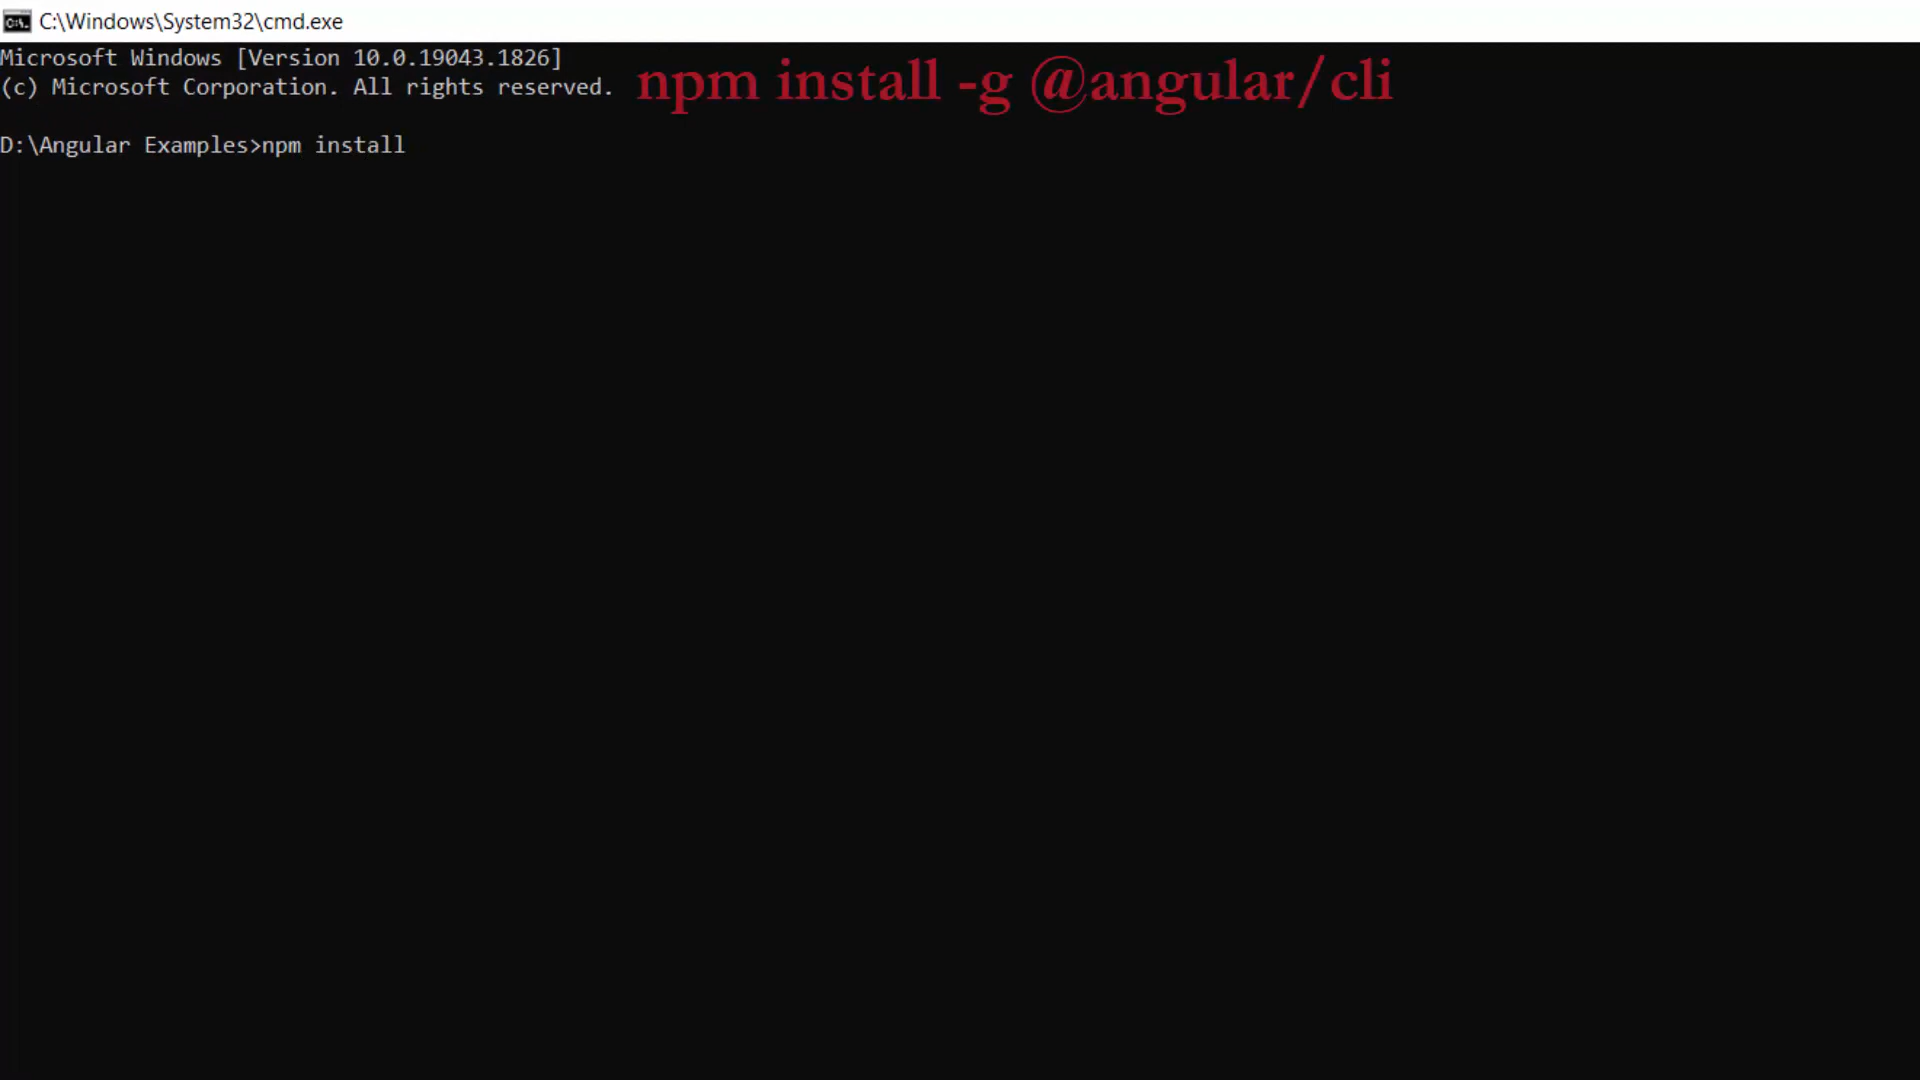 C:\Windows\System32\cmd.exe
Microsoft Windows [Version 10.0.19043.1826]
(c) Microsoft Corporation. All rights reserved.
npm install -g @angular/cli
D:\Angular Examples>npm install